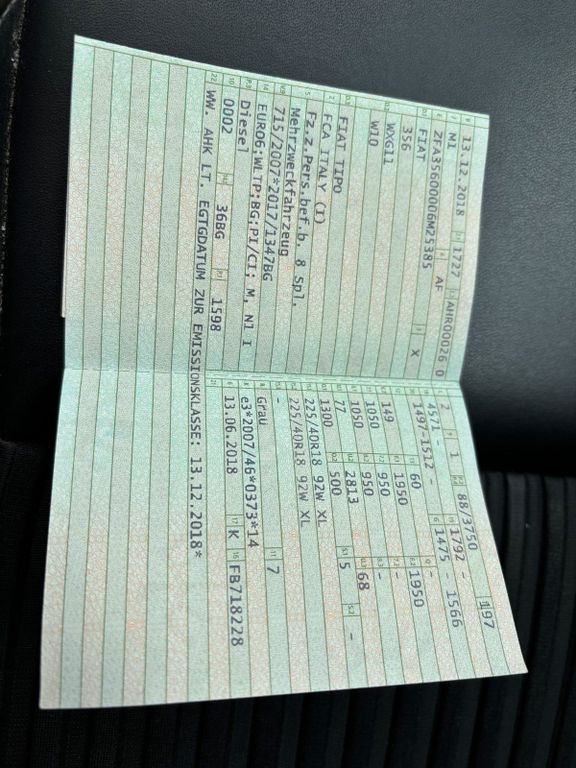 13.12.2018 1727 AHR00026 0
M1 AF X
ZFA35600006M25385
FIAT
356
WXG11
W10
FIAT TIPO
FCA ITALY (I)
Fz.z.Pers.bef.b. 8 Spl.
Mehrzweckfahrzeug
715/2007*2017/1347BG
EURO6;WLTP;BG;PI/CI; M, N1 I
Diesel
0002 36BG 1598
WW. AHK LT. EGTGDATUM ZUR EMISSIONSKLASSE: 13.12.2018*
197
2 1 88/3750
4571 - 1792 -
1497-1512 - 1475 - 1566
60 -
149 1950 1950
1050 950 -
1050 950 -
77 2813 68
1300 500 5 -
225/40R18 92W XL
225/40R18 92W XL
-
Grau 7
e3*2007/46*0373*14
13.06.2018 K FB718228